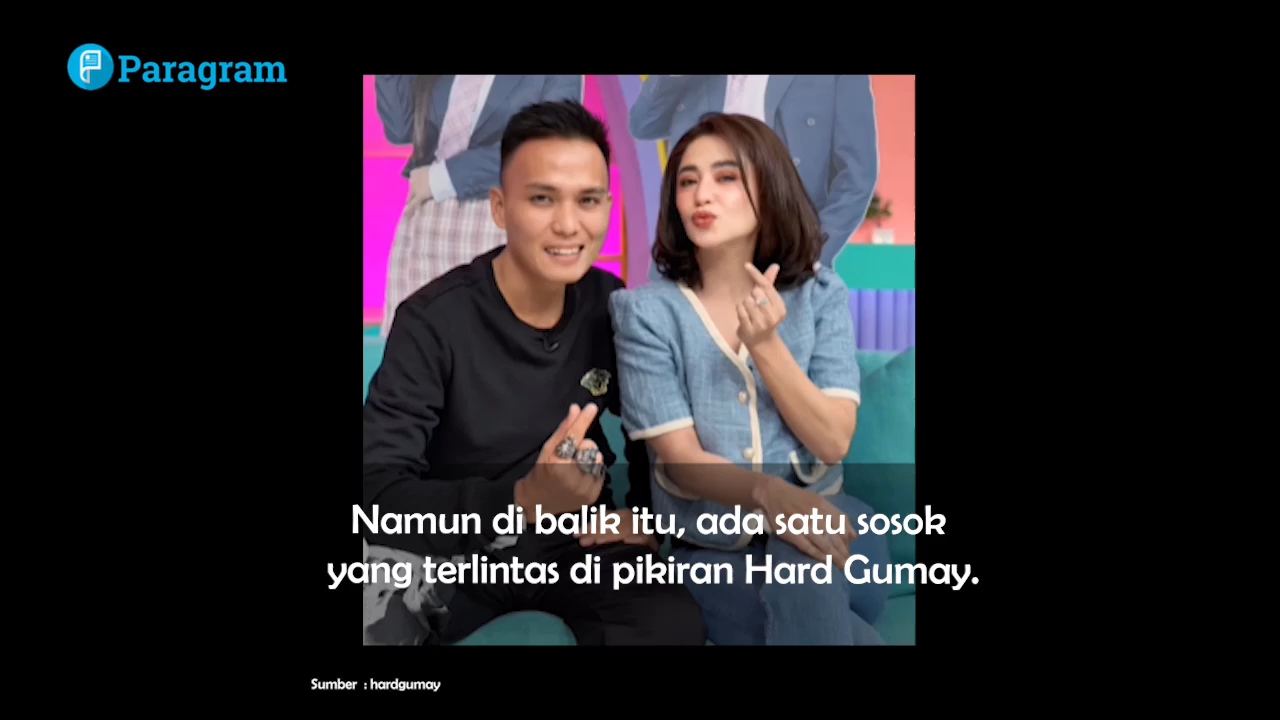 Paragram
Namun di balik itu, ada satu sosok
yang terlintas di pikiran Hard Gumay.
Sumber : hardgumay